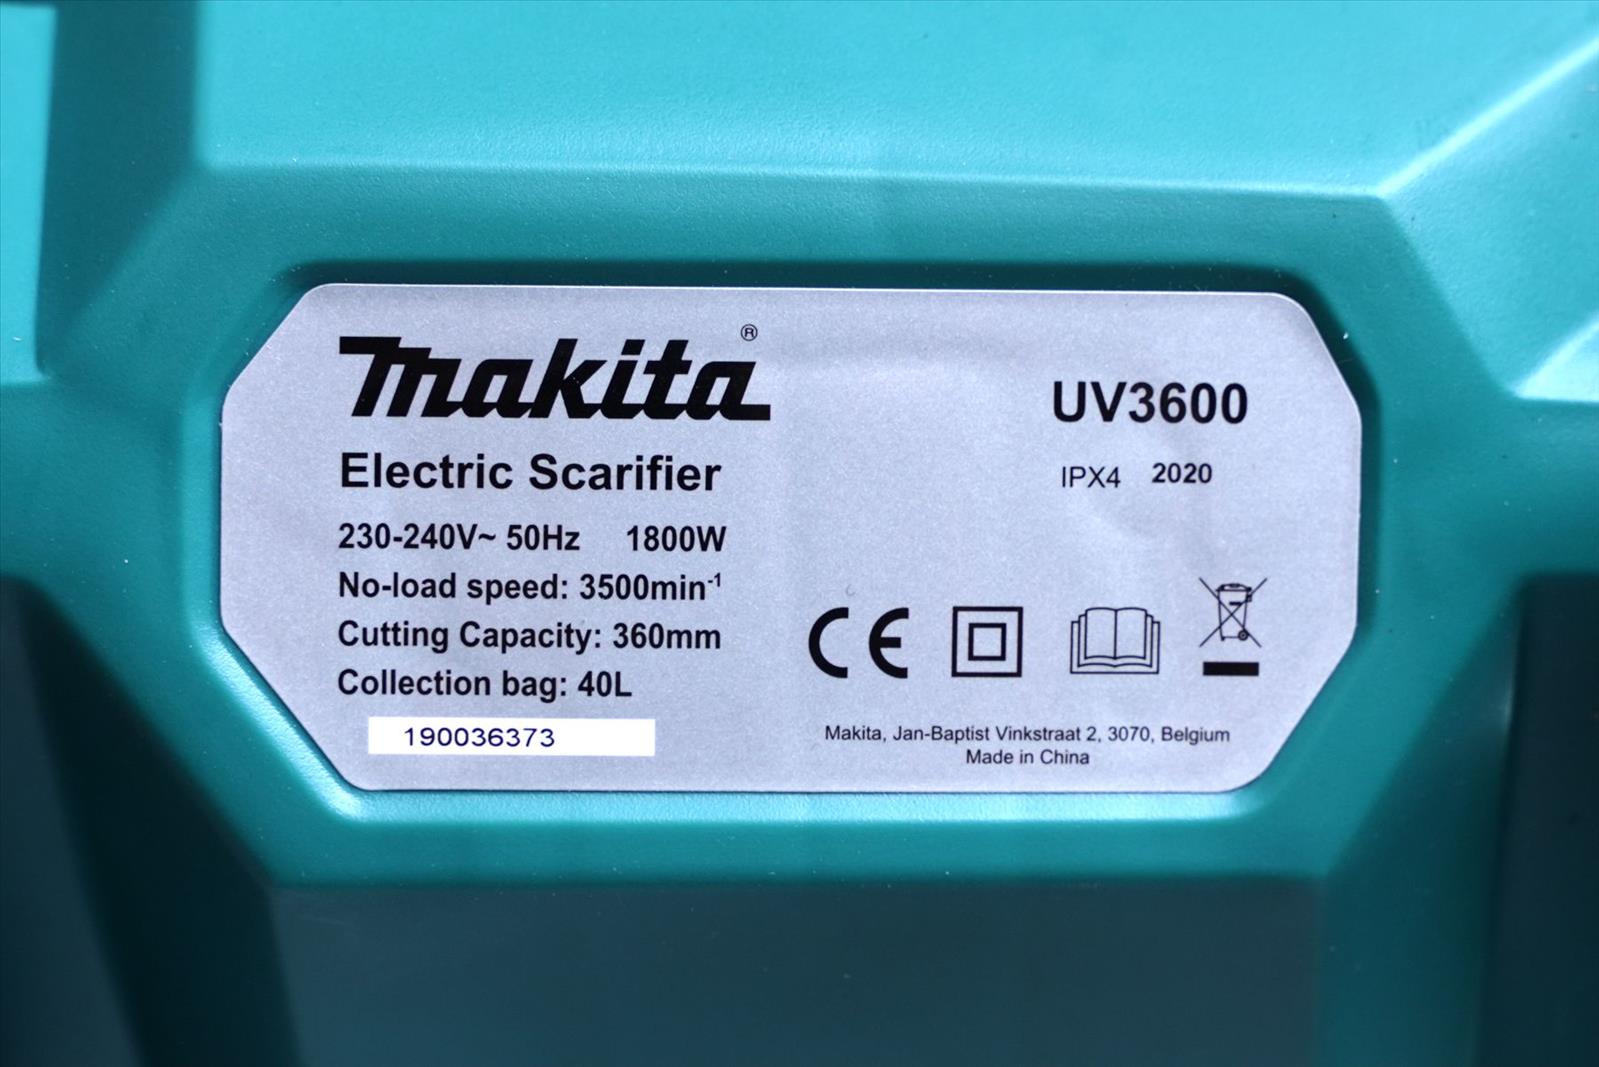 makita®
Electric Scarifier
230-240V~ 50Hz 1800W
No-load speed: 3500min⁻¹
Cutting Capacity: 360mm
Collection bag: 40L
190036373
UV3600
IPX4 2020
CE
Makita, Jan-Baptist Vinkstraat 2, 3070, Belgium
Made in China